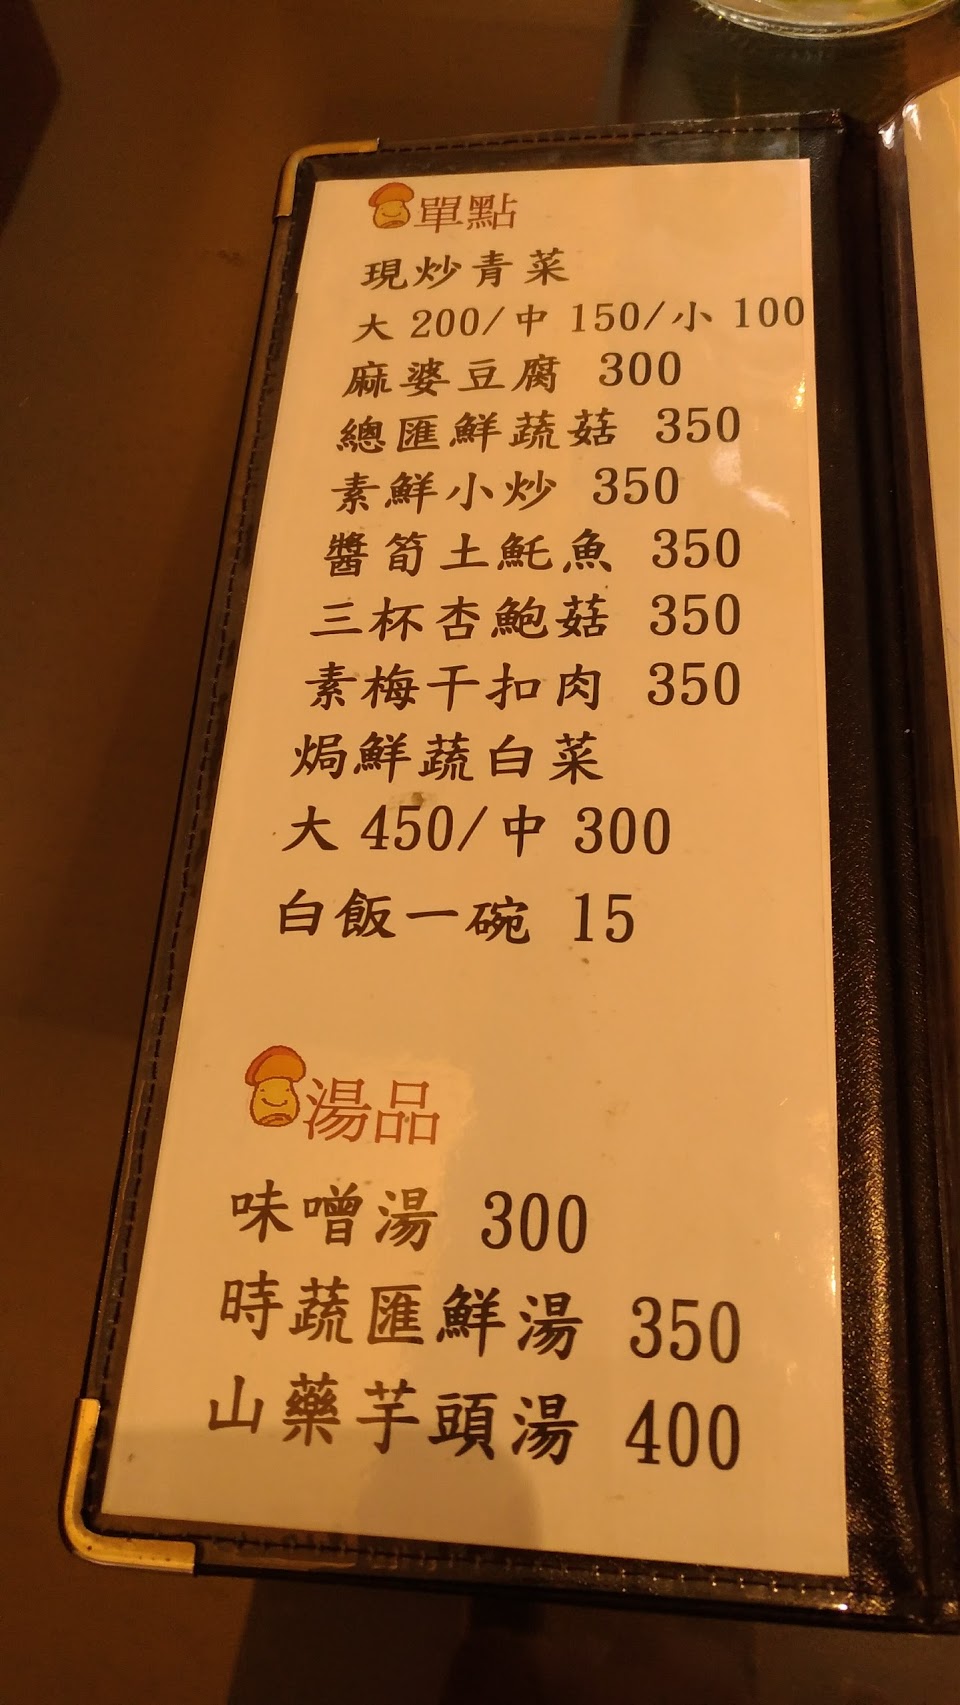 單點
現炒青菜
大 200/中 150/小 100
麻婆豆腐 300
總匯鮮蔬菇 350
素鮮小炒 350
醬筍土魠魚 350
三杯杏鮑菇 350
素梅干扣肉 350
焗鮮蔬白菜
大 450/中 300
白飯一碗 15
湯品
味噌湯 300
時蔬匯鮮湯 350
山藥芋頭湯 400